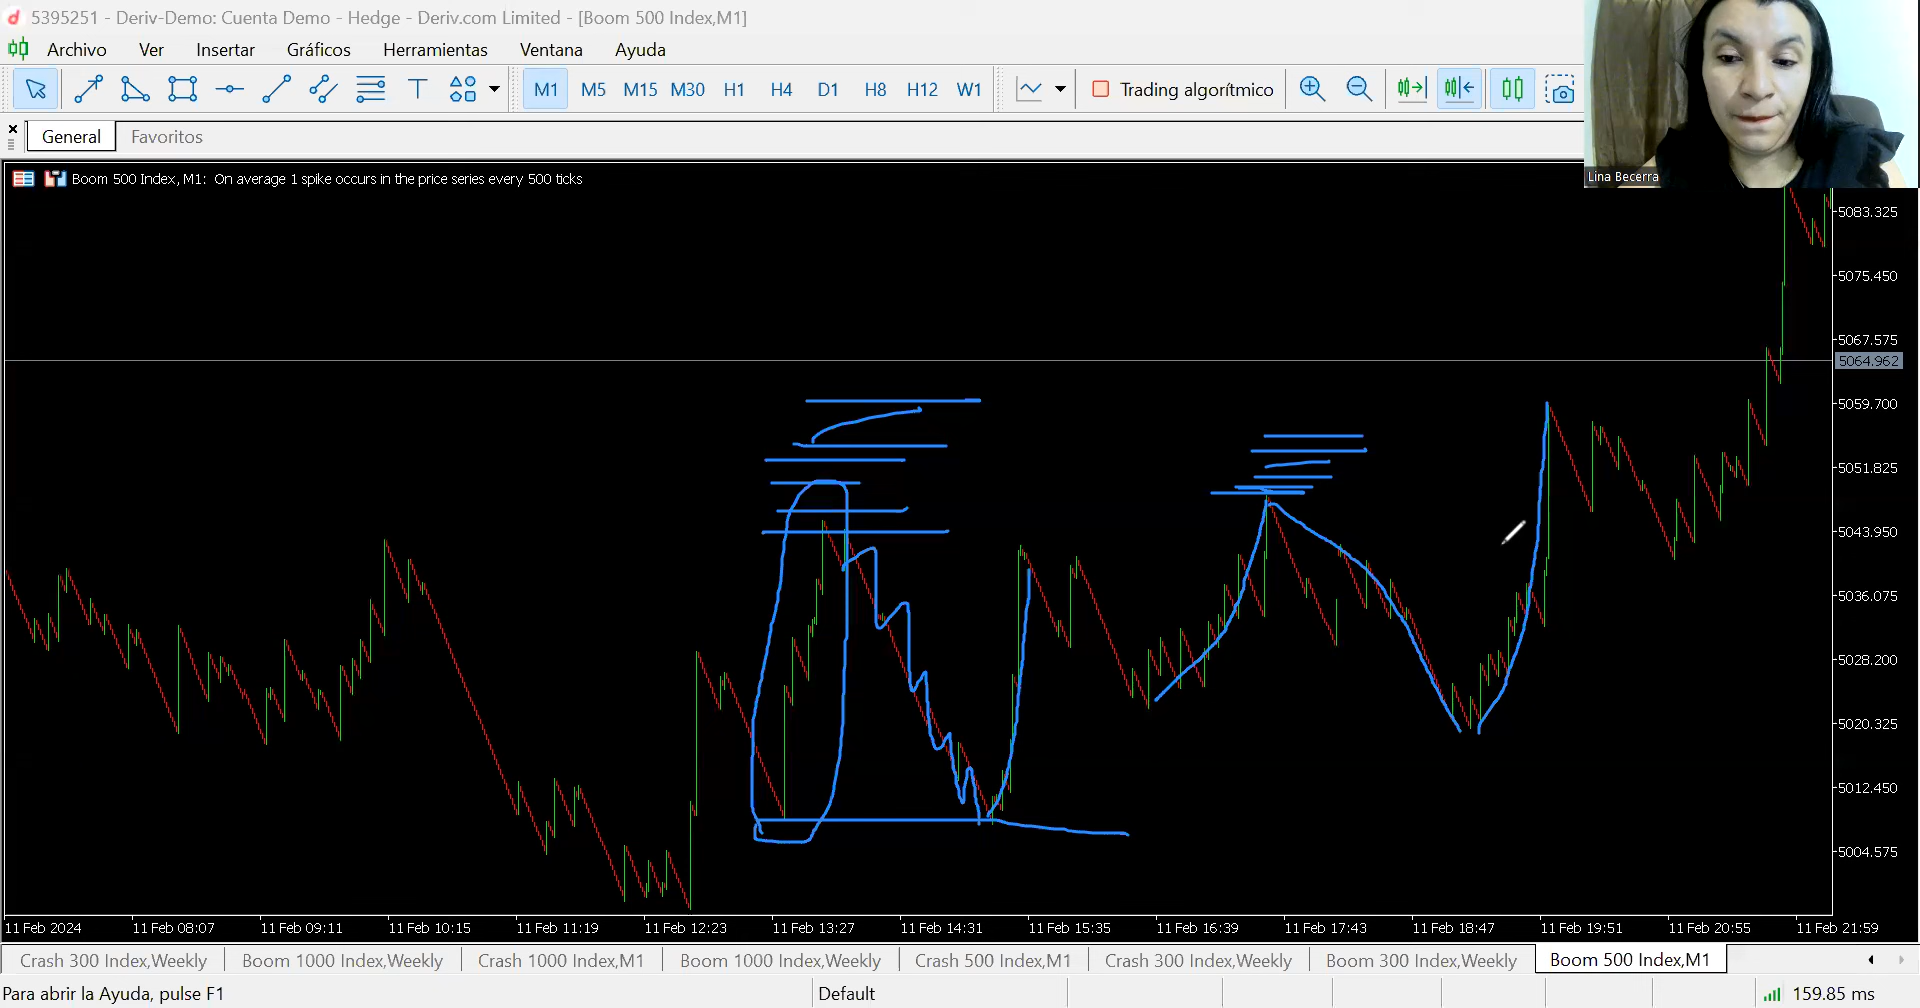 5395251 - Deriv-Demo: Cuenta Demo - Hedge - Deriv.com Limited - [Boom 500 Index,M1]
Archivo Ver Insertar Gráficos Herramientas Ventana Ayuda
T M1 M5 M15 M30 H1 H4 D1 H8 H12 W1 Trading algorítmico
General Favoritos
Lina Becerra
Boom 500 Index, M1: On average 1 spike occurs in the price series every 500 ticks
5083.325
5075.450
5067.575
5064.962
5059.700
5051.825
5043.950
5036.075
5028.200
5020.325
5012.450
5004.575
11 Feb 2024 11 Feb 08:07 11 Feb 09:11 11 Feb 10:15 11 Feb 11:19 11 Feb 12:23 11 Feb 13:27 11 Feb 14:31 11 Feb 15:35 11 Feb 16:39 11 Feb 17:43 11 Feb 18:47 11 Feb 19:51 11 Feb 20:55 11 Feb 21:59
Crash 300 Index,Weekly Boom 1000 Index,Weekly Crash 1000 Index,M1 Boom 1000 Index,Weekly Crash 500 Index,M1 Crash 300 Index,Weekly Boom 300 Index,Weekly Boom 500 Index,M1
Para abrir la Ayuda, pulse F1 Default 159.85 ms